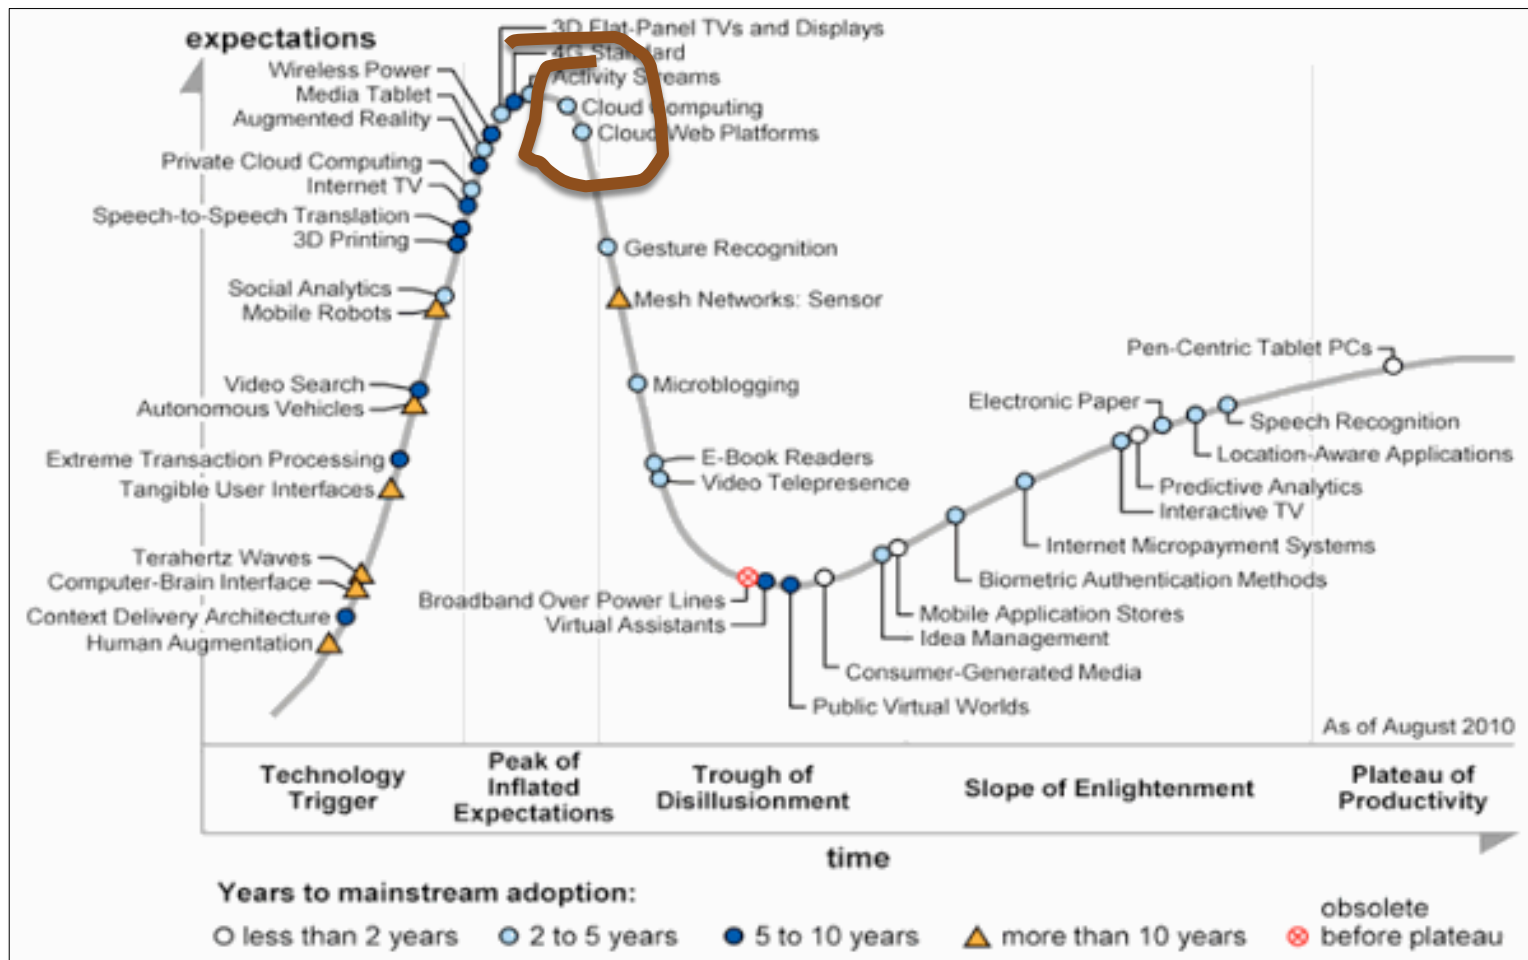 expectations
3D Flat-Panel TVs and Displays
4G Standard
Activity Streams
Wireless Power
Media Tablet
Augmented Reality
Cloud Computing
Cloud Web Platforms
Private Cloud Computing
Internet TV
Speech-to-Speech Translation
3D Printing
Gesture Recognition
Social Analytics
Mobile Robots
Mesh Networks: Sensor
Pen-Centric Tablet PCs
Video Search
Autonomous Vehicles
Microblogging
Electronic Paper
Speech Recognition
Extreme Transaction Processing
Tangible User Interfaces
E-Book Readers
Video Telepresence
Location-Aware Applications
Predictive Analytics
Interactive TV
Internet Micropayment Systems
Terahertz Waves
Computer-Brain Interface
Context Delivery Architecture
Human Augmentation
Biometric Authentication Methods
Broadband Over Power Lines
Virtual Assistants
Mobile Application Stores
Idea Management
Consumer-Generated Media
Public Virtual Worlds
As of August 2010
Technology
Trigger
Peak of
Inflated
Expectations
Trough of
Disillusionment
Slope of Enlightenment
Plateau of
Productivity
time
Years to mainstream adoption:
less than 2 years
2 to 5 years
5 to 10 years
more than 10 years
obsolete
before plateau